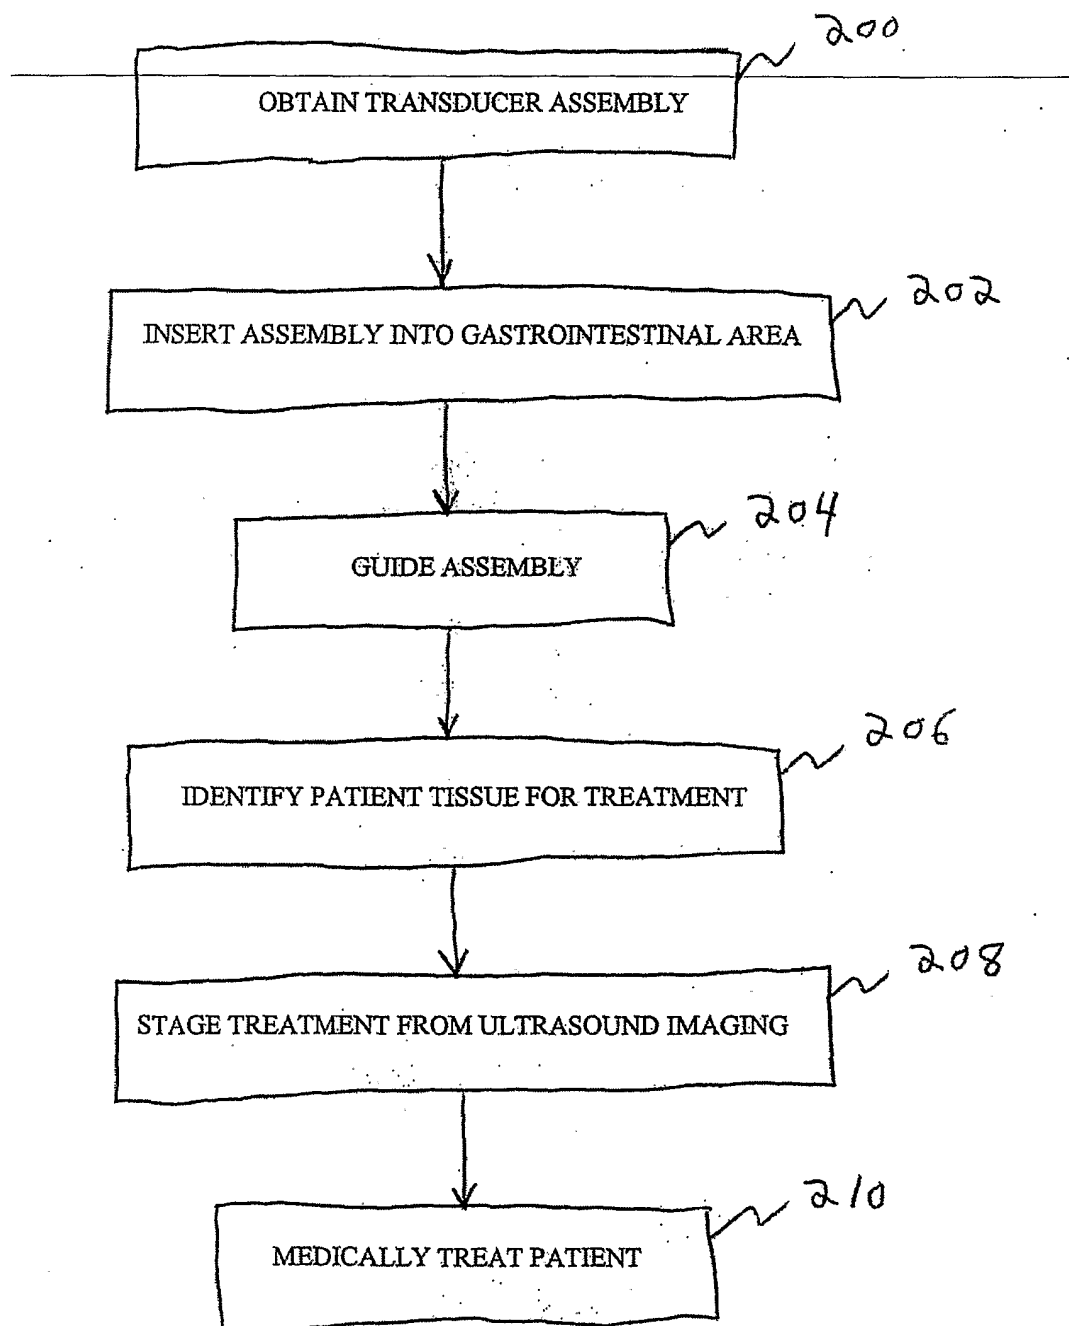 200
OBTAIN TRANSDUCER ASSEMBLY
202
INSERT ASSEMBLY INTO GASTROINTESTINAL AREA
204
GUIDE ASSEMBLY
206
IDENTIFY PATIENT TISSUE FOR TREATMENT
208
STAGE TREATMENT FROM ULTRASOUND IMAGING
210
MEDICALLY TREAT PATIENT